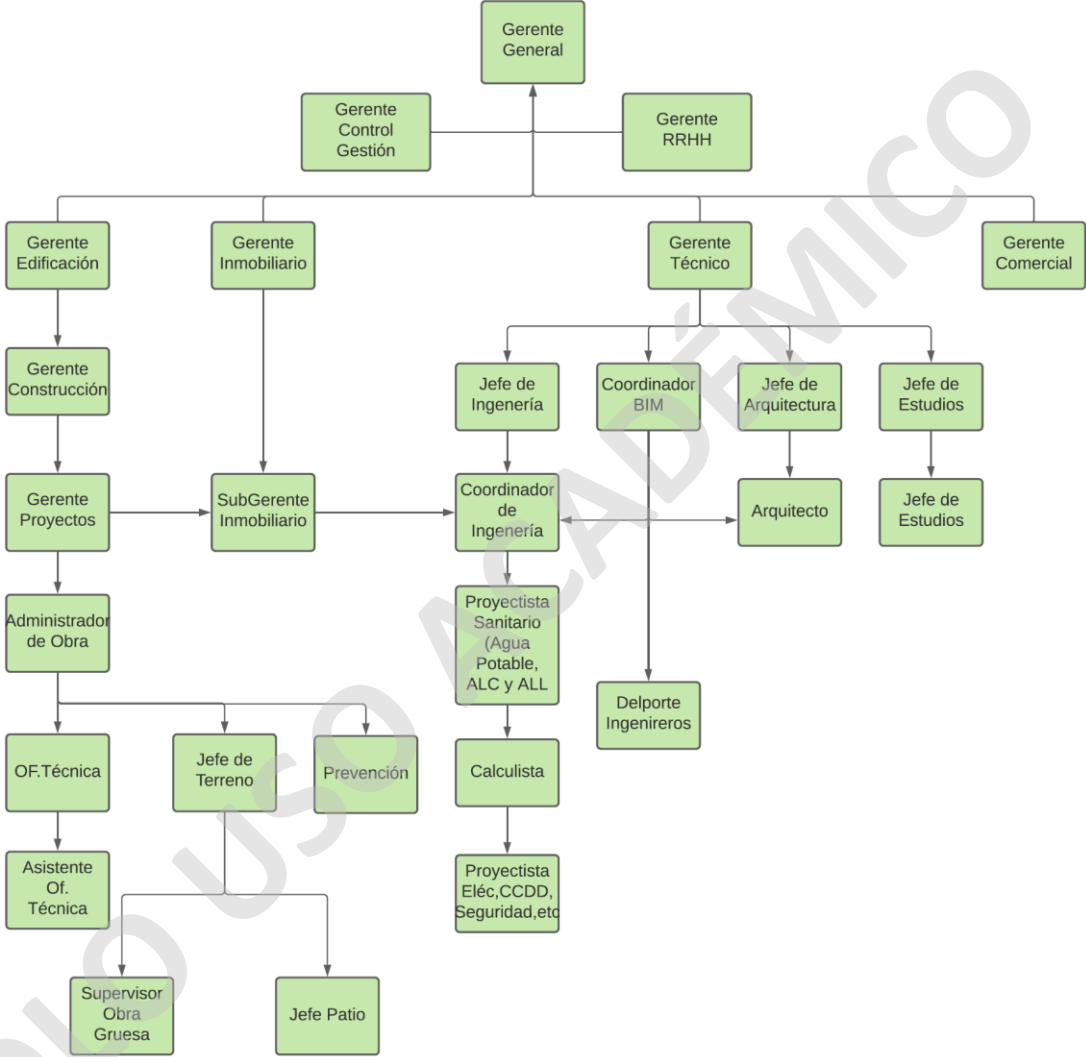 Gerente
General
Gerente
Control
Gestión
Gerente
RRHH
Gerente
Edificación
Gerente
Inmobiliario
Gerente
Técnico
Gerente
Comercial
Gerente
Construcción
Jefe de
Ingenería
Coordinador
BIM
Jefe de
Arquitectura
Jefe de
Estudios
Gerente
Proyectos
SubGerente
Inmobiliario
Coordinador
de
Ingenería
Arquitecto
Jefe de
Estudios
Administrador
de Obra
Proyectista
Sanitario
(Agua
Potable,
ALC y ALL
Delporte
Ingenireros
OF.Técnica
Jefe de
Terreno
Prevención
Calculista
Asistente
Of.
Técnica
Proyectista
Eléc,CCDD,
Seguridad,etc
Supervisor
Obra
Gruesa
Jefe Patio
OLO USO ACADÉMICO